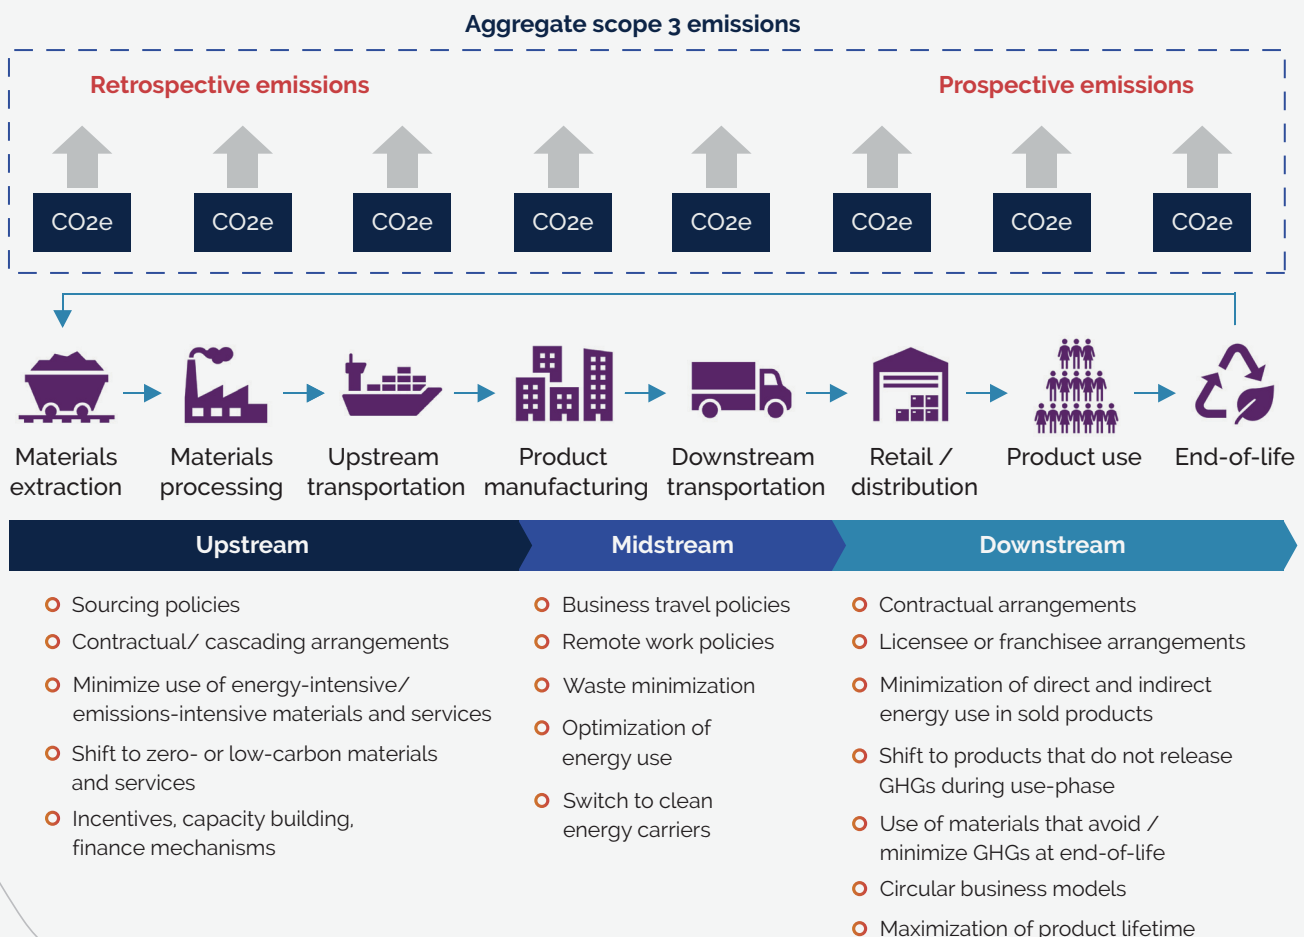 Aggregate scope 3 emissions
Retrospective emissions
Prospective emissions
CO2e
CO2e
CO2e
CO2e
CO2e
CO2e
CO2e
CO2e
Materials
extraction
Materials
processing
Upstream
transportation
Product
manufacturing
Downstream
transportation
Retail /
distribution
Product use
End-of-life
Upstream
Midstream
Downstream
Sourcing policies
Contractual/ cascading arrangements
Minimize use of energy-intensive/
emissions-intensive materials and services
Shift to zero- or low-carbon materials
and services
Incentives, capacity building,
finance mechanisms
Business travel policies
Remote work policies
Waste minimization
Optimization of
energy use
Switch to clean
energy carriers
Contractual arrangements
Licensee or franchisee arrangements
Minimization of direct and indirect
energy use in sold products
Shift to products that do not release
GHGs during use-phase
Use of materials that avoid /
minimize GHGs at end-of-life
Circular business models
Maximization of product lifetime